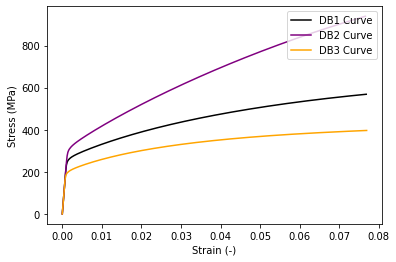 DB1 Curve
DB2 Curve
DB3 Curve
Stress (MPa)
800
600
400
200
0
0.00 0.01 0.02 0.03 0.04 0.05 0.06 0.07 0.08
Strain (-)